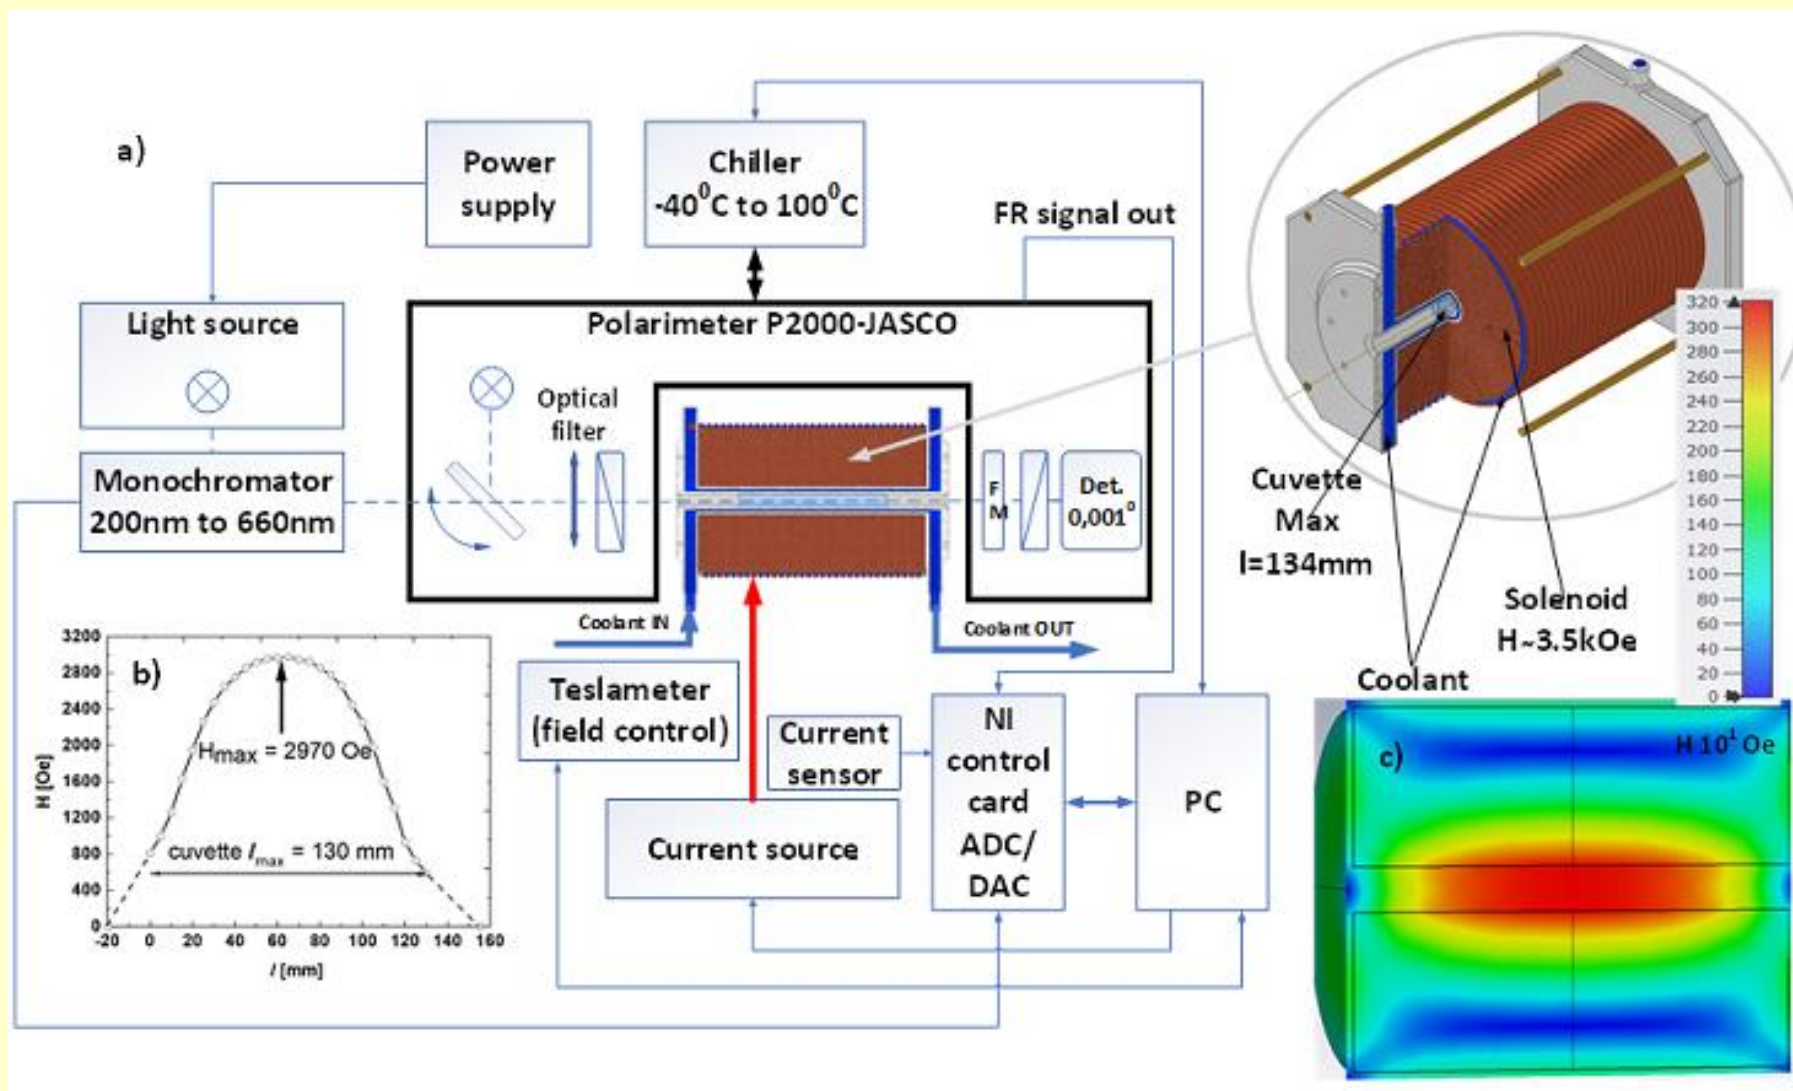 a)
Power
supply
Chiller
-40⁰C to 100⁰C
FR signal out
Light source
Polarimeter P2000-JASCO
Optical
filter
Monochromator
200nm to 660nm
F
M
Det.
0,001⁰
Coolant IN
Coolant OUT
Teslameter
(field control)
Current
sensor
Current source
NI
control
card
ADC/
DAC
PC
Cuvette
Max
l=134mm
Solenoid
H~3.5kOe
Coolant
320
300
280
260
240
220
200
180
160
140
120
100
80
60
40
20
0
b)
H [Oe]
3200
2800
2400
2000
1600
1200
800
400
0
Hmax = 2970 Oe
cuvette lmax = 130 mm
-20 0 20 40 60 80 100 120 140 160
l [mm]
c)
H 10¹ Oe